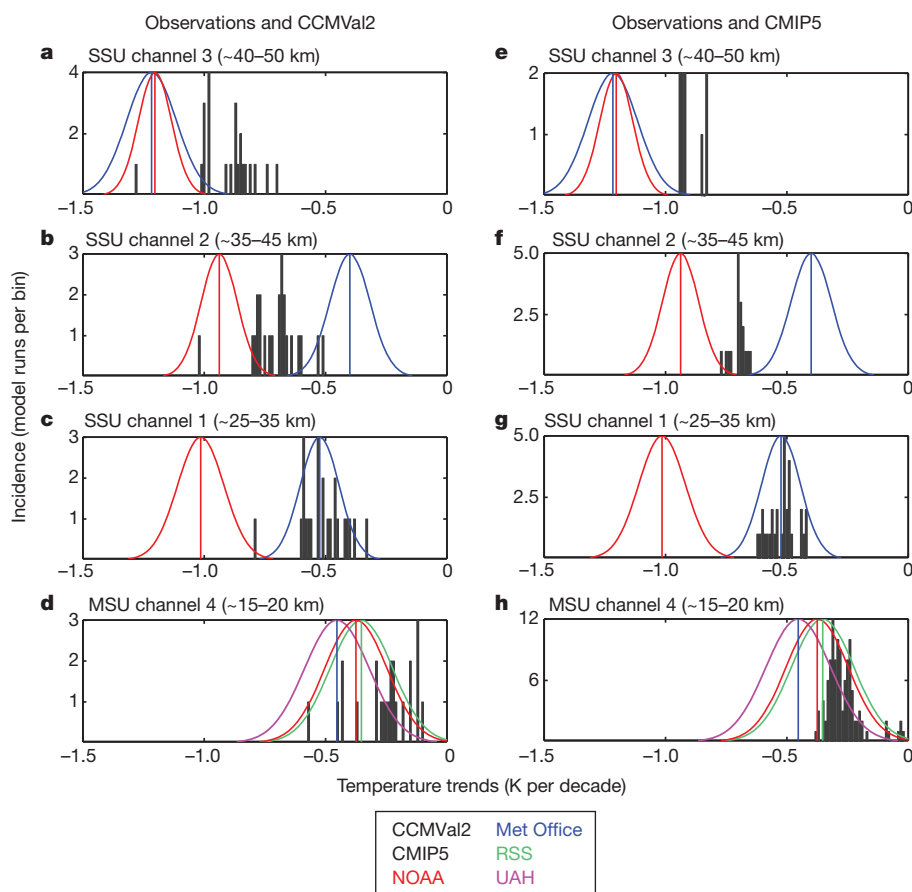 Observations and CCMVal2
Observations and CMIP5
a
SSU channel 3 (~40–50 km)
4
3
2
1
−1.5
−1.0
−0.5
0
e
SSU channel 3 (~40–50 km)
2
1
−1.5
−1.0
−0.5
0
b
SSU channel 2 (~35–45 km)
3
2
1
−1.5
−1.0
−0.5
0
f
SSU channel 2 (~35–45 km)
5.0
2.5
−1.5
−1.0
−0.5
0
c
SSU channel 1 (~25–35 km)
3
2
1
−1.5
−1.0
−0.5
0
g
SSU channel 1 (~25–35 km)
5.0
2.5
−1.5
−1.0
−0.5
0
d
MSU channel 4 (~15–20 km)
3
2
1
−1.5
−1.0
−0.5
0
h
MSU channel 4 (~15–20 km)
12
6
−1.5
−1.0
−0.5
0
Incidence (model runs per bin)
Temperature trends (K per decade)
CCMVal2
Met Office
CMIP5
RSS
NOAA
UAH